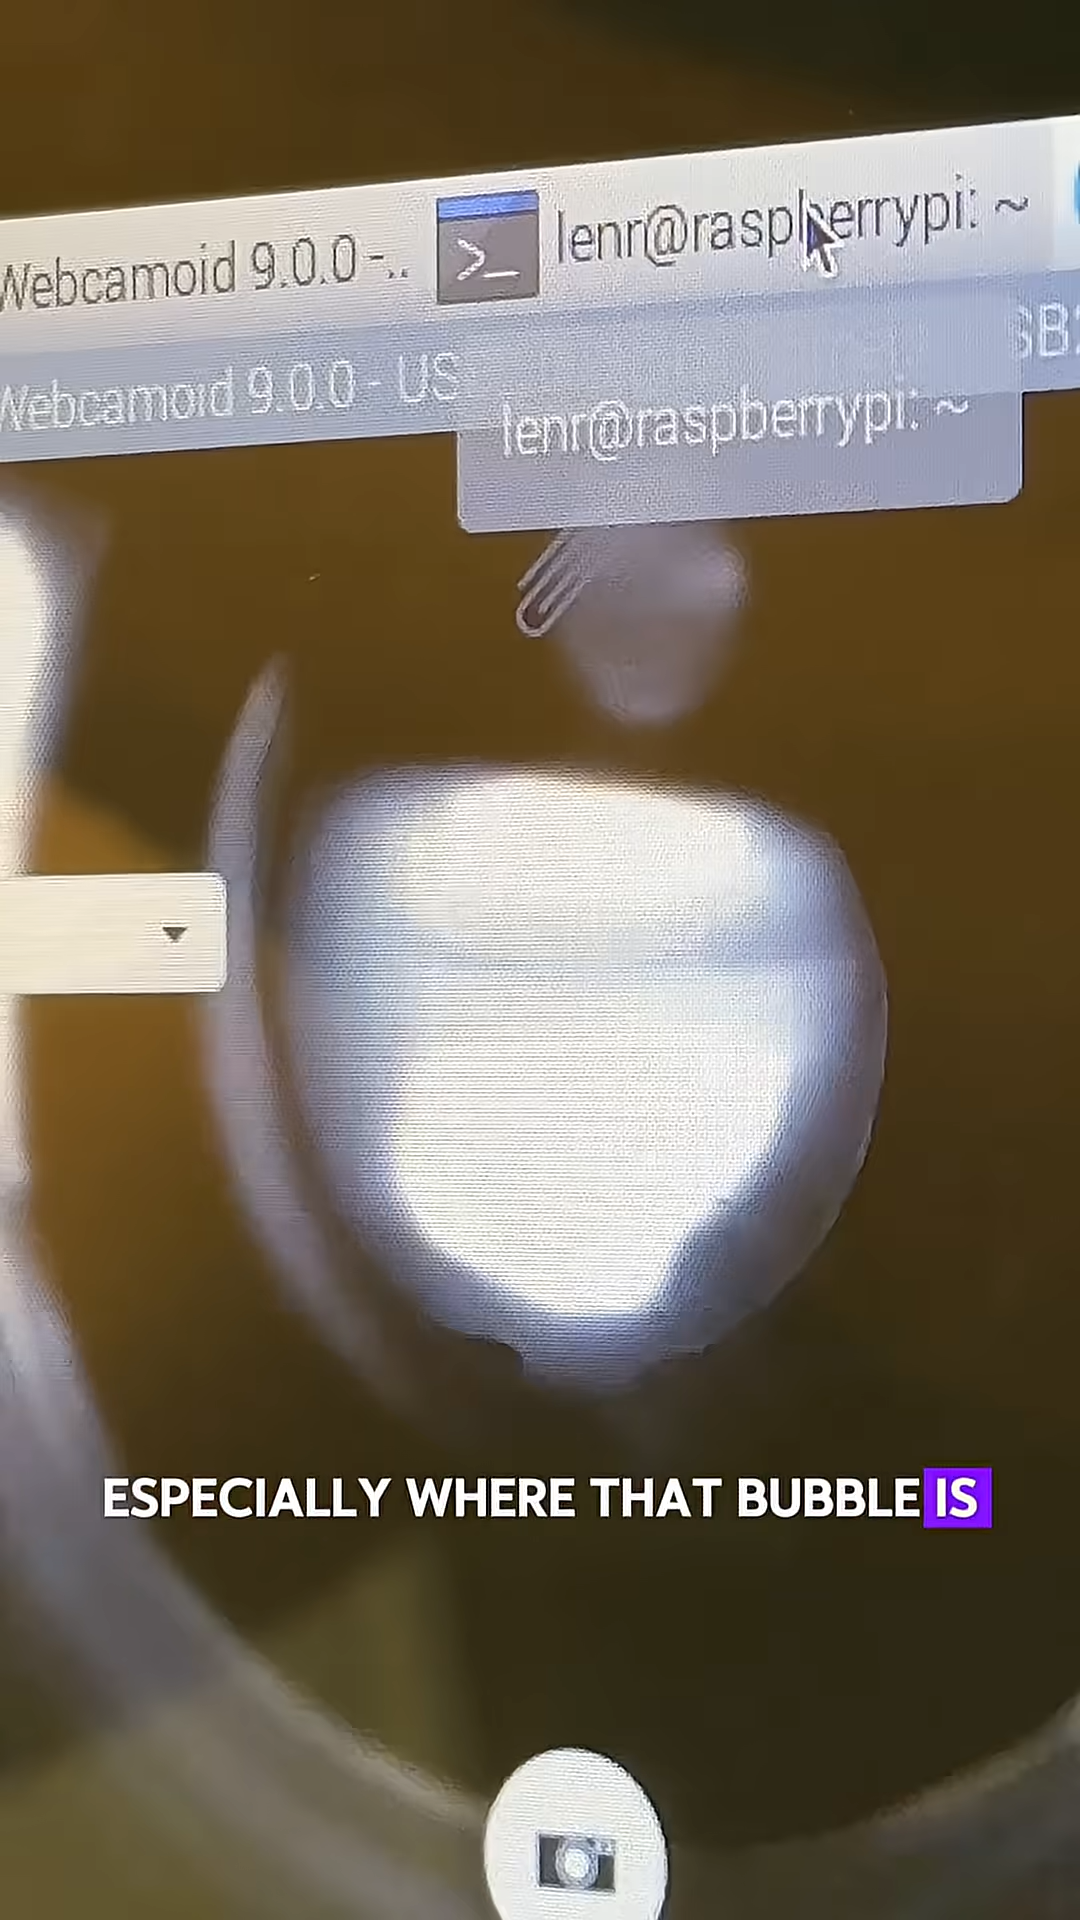 Webcamoid 9.0.0 -..
>_ lenr@raspberrypi: ~
Webcamoid 9.0.0 - US
lenr@raspberrypi: ~
ESPECIALLY WHERE THAT BUBBLE IS